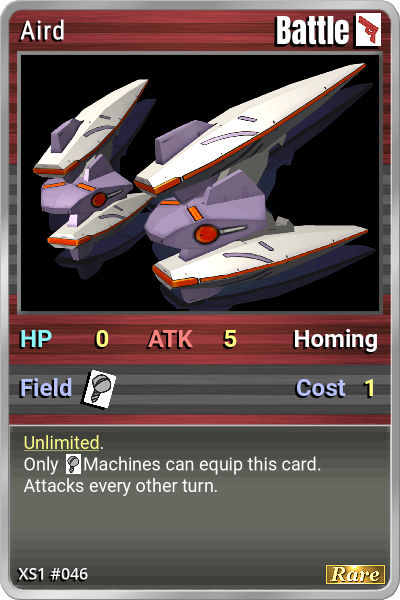 Aird Battle
HP 0 ATK 5 Homing
Field Cost 1
Unlimited.
Only Machines can equip this card.
Attacks every other turn.
XS1 #046 Rare